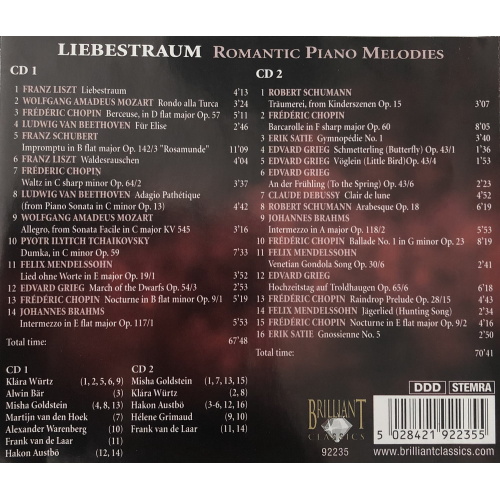 LIEBESTRAUM ROMANTIC PIANO MELODIES
CD 1
1 FRANZ LISZT Liebestraum 4'13
2 WOLFGANG AMADEUS MOZART Rondo alla Turca 3'24
3 FRÉDÉRIC CHOPIN Berceuse, in D flat major Op. 57 5'11
4 LUDWIG VAN BEETHOVEN Für Elise 2'46
5 FRANZ SCHUBERT
Impromptu in B flat major Op. 142/3 "Rosamunde" 11'09
6 FRANZ LISZT Waldesrauschen 4'04
7 FRÉDERIC CHOPIN
Waltz in C sharp minor Op. 64/2 3'37
8 LUDWIG VAN BEETHOVEN Adagio Pathétique
(from Piano Sonata in C minor Op. 13) 4'42
9 WOLFGANG AMADEUS MOZART
Allegro, from Sonata Facile in C major KV 545 3'16
10 PYOTR ILYITCH TCHAIKOVSKY
Dumka, in C minor Op. 59 7'33
11 FELIX MENDELSSOHN
Lied ohne Worte in E major Op. 19/1 3'52
12 EDVARD GRIEG March of the Dwarfs Op. 54/3 2'53
13 FRÉDÉRIC CHOPIN Nocturne in B flat minor Op. 9/1 5'19
14 JOHANNES BRAHMS
Intermezzo in E flat major Op. 117/1 5'53
Total time: 67'48
CD 2
1 ROBERT SCHUMANN
Träumerei, from Kinderszenen Op. 15 3'07
2 FRÉDÉRIC CHOPIN
Barcarolle in F sharp major Op. 60 8'05
3 ERIK SATIE Gymnopédie No. 1 3'40
4 EDVARD GRIEG Schmetterling (Butterfly) Op. 43/1 1'36
5 EDVARD GRIEG Vöglein (Little Bird) Op. 43/4 1'53
6 EDVARD GRIEG
An der Frühling (To the Spring) Op. 43/6 2'23
7 CLAUDE DEBUSSY Clair de lune 4'52
8 ROBERT SCHUMANN Arabesque Op. 18 6'19
9 JOHANNES BRAHMS
Intermezzo in A major Op. 118/2 5'53
10 FRÉDÉRIC CHOPIN Ballade No. 1 in G minor Op. 23 8'19
11 FELIX MENDELSSOHN
Venetian Gondola Song Op. 30/6 2'41
12 EDVARD GRIEG
Hochzeitstag auf Troldhaugen Op. 65/6 6'18
13 FRÉDÉRIC CHOPIN Raindrop Prelude Op. 28/15 4'43
14 FELIX MENDELSSOHN Jägerlied (Hunting Song) 2'34
15 FRÉDÉRIC CHOPIN Nocturne in E flat major Op. 9/2 4'16
16 ERIK SATIE Gnossienne No. 5 2'50
Total time: 70'41
CD 1
Klára Würtz (1, 2, 5, 6, 9)
Alwin Bär (3)
Misha Goldstein (4, 8, 13)
Martijn van den Hoek (7)
Alexander Warenberg (10)
Frank van de Laar (11)
Hakon Austbö (12, 14)
CD 2
Misha Goldstein (1, 7, 13, 15)
Klára Würtz (2, 8)
Hakon Austbö (3-6, 12, 16)
Hélene Grimaud (9, 10)
Frank van de Laar (11, 14)
BRILLIANT
CLASSICS
92235
DDD STEMRA
5 028421 922355
www.brilliantclassics.com